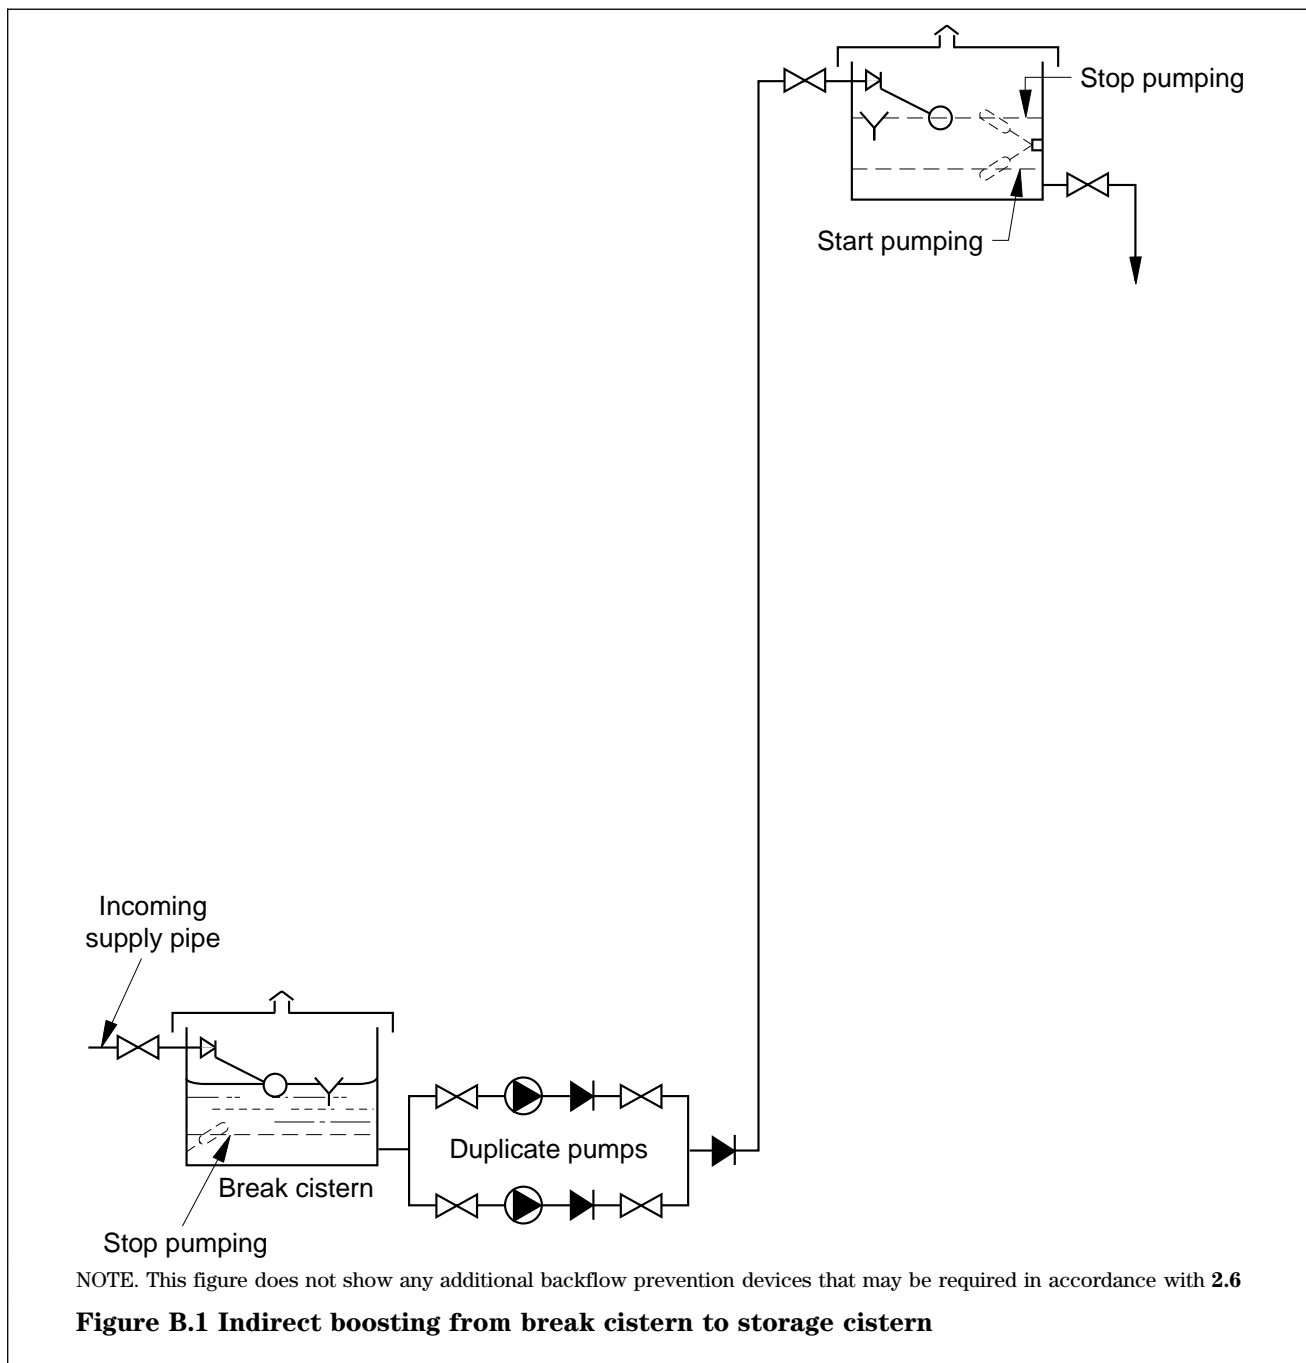 Stop pumping
Start pumping
Incoming
supply pipe
Duplicate pumps
Break cistern
Stop pumping
NOTE. This figure does not show any additional backflow prevention devices that may be required in accordance with 2.6
Figure B.1 Indirect boosting from break cistern to storage cistern